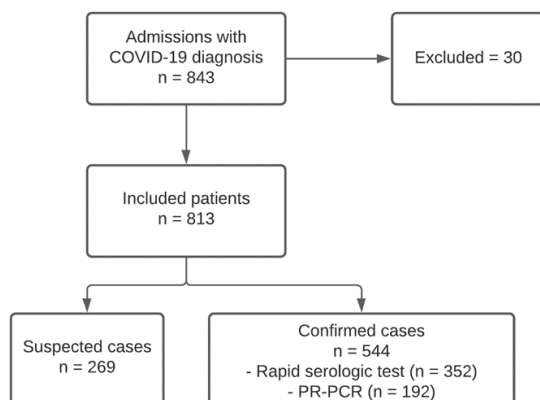 Admissions with
COVID-19 diagnosis
n = 843
Excluded = 30
Included patients
n = 813
Suspected cases
n = 269
Confirmed cases
n = 544
- Rapid serologic test (n = 352)
- PR-PCR (n = 192)